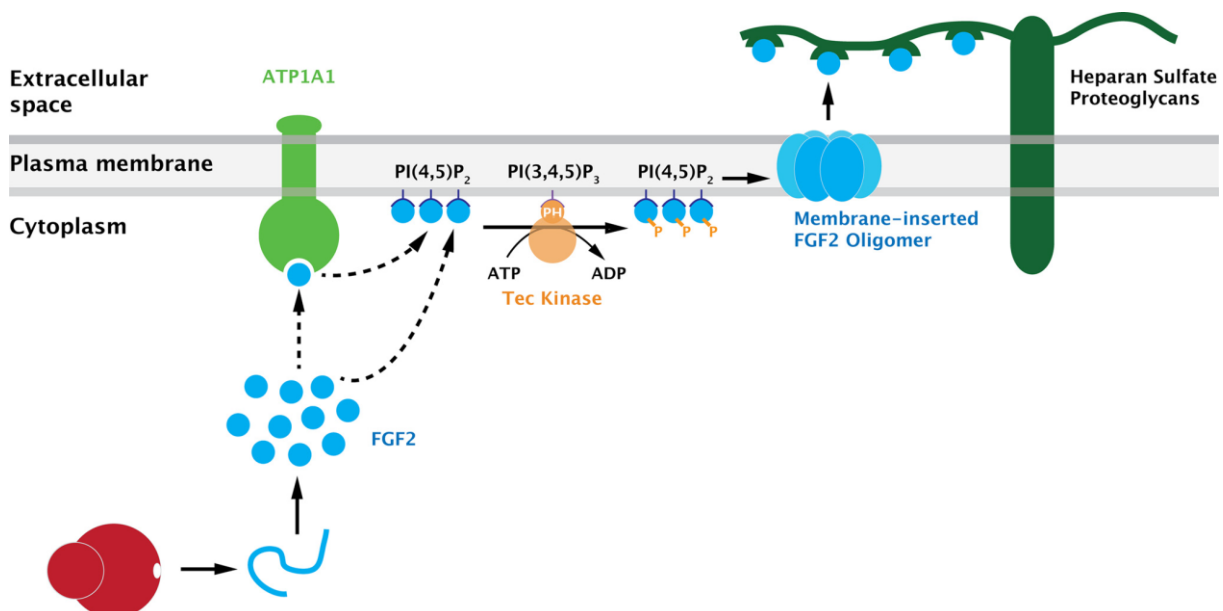 ATP1A1
Extracellular
space
Heparan Sulfate
Proteoglycans
Plasma membrane
PI(4,5)P₂
PI(3,4,5)P₃
PI(4,5)P₂
Cytoplasm
PH
P
P
P
Membrane-inserted
FGF2 Oligomer
ATP
ADP
Tec Kinase
FGF2